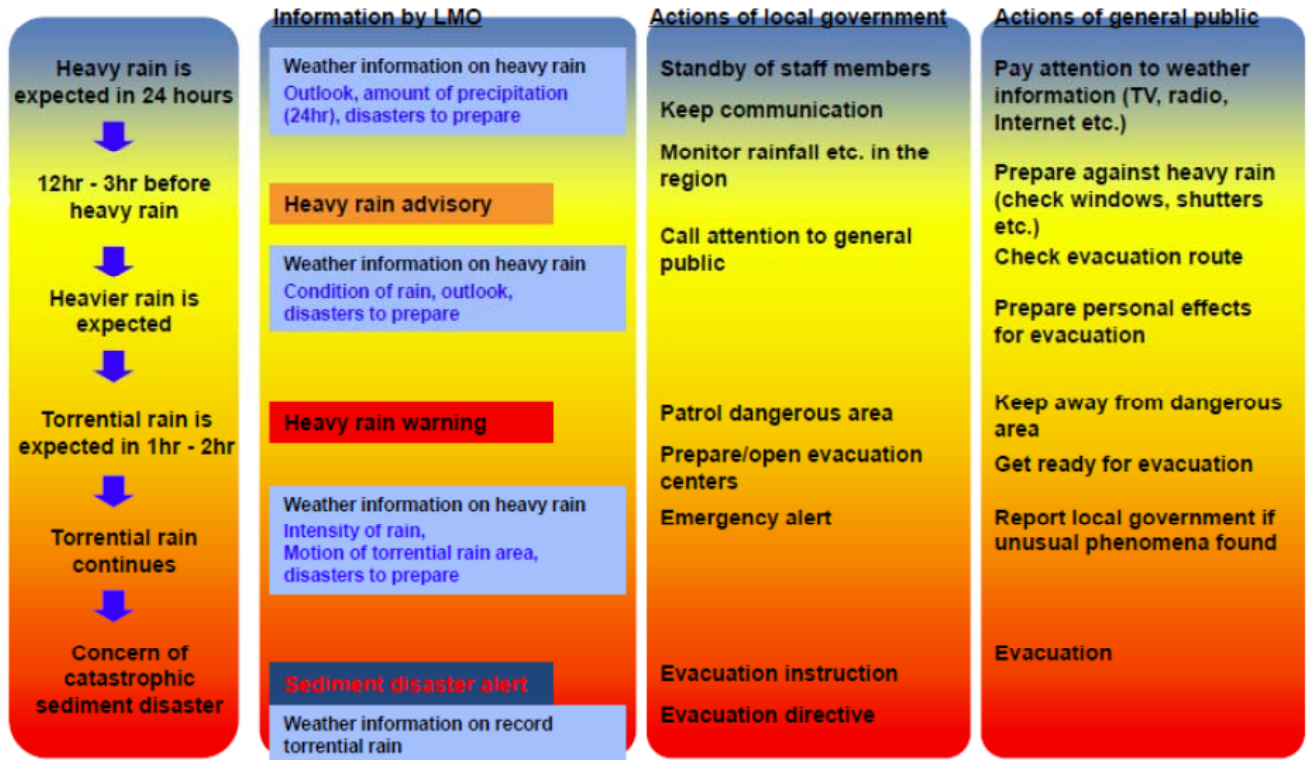 Information by LMO
Actions of local government
Actions of general public
Heavy rain is
expected in 24 hours
12hr - 3hr before
heavy rain
Heavier rain is
expected
Torrential rain is
expected in 1hr - 2hr
Torrential rain
continues
Concern of
catastrophic
sediment disaster
Weather information on heavy rain
Outlook, amount of precipitation
(24hr), disasters to prepare
Heavy rain advisory
Weather information on heavy rain
Condition of rain, outlook,
disasters to prepare
Heavy rain warning
Weather information on heavy rain
Intensity of rain,
Motion of torrential rain area,
disasters to prepare
Sediment disaster alert
Weather information on record
torrential rain
Standby of staff members
Keep communication
Monitor rainfall etc. in the
region
Call attention to general
public
Patrol dangerous area
Prepare/open evacuation
centers
Emergency alert
Evacuation instruction
Evacuation directive
Pay attention to weather
information (TV, radio,
Internet etc.)
Prepare against heavy rain
(check windows, shutters
etc.)
Check evacuation route
Prepare personal effects
for evacuation
Keep away from dangerous
area
Get ready for evacuation
Report local government if
unusual phenomena found
Evacuation